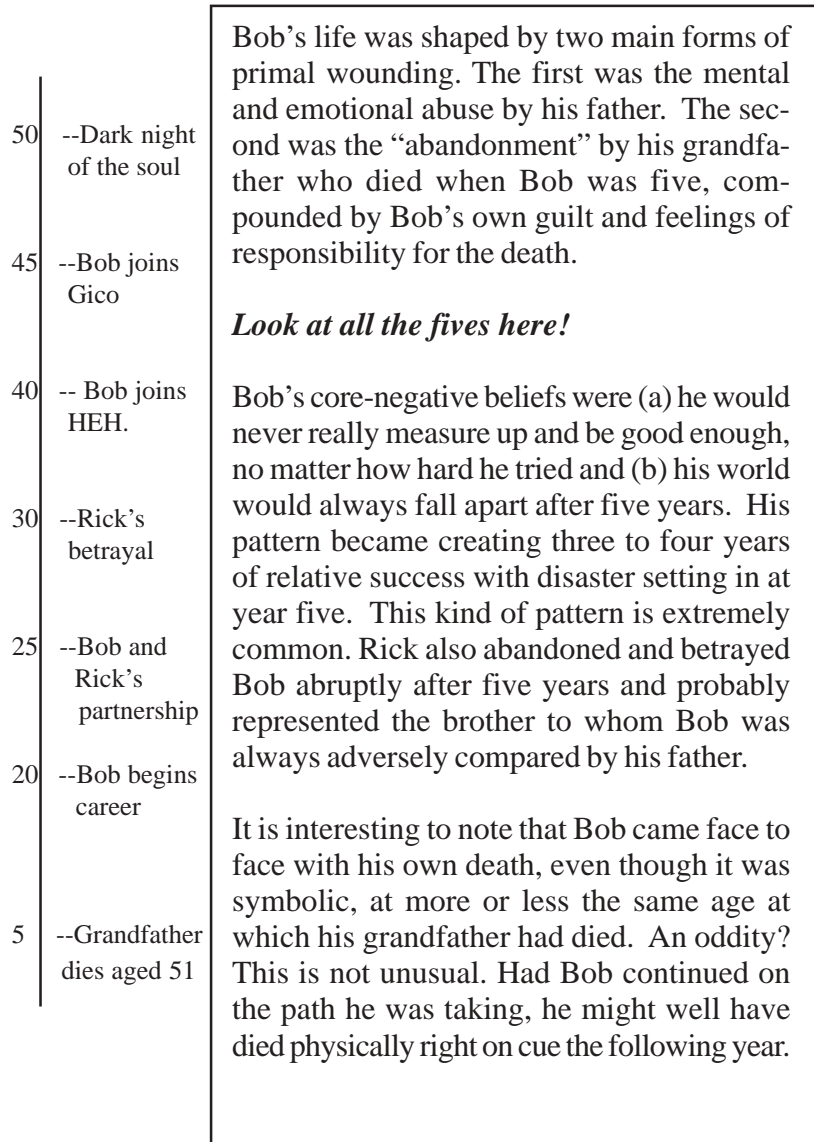 50 --Dark night
of the soul
45 --Bob joins
Gico
40 -- Bob joins
HEH.
30 --Rick's
betrayal
25 --Bob and
Rick's
partnership
20 --Bob begins
career
5 --Grandfather
dies aged 51
Bob’s life was shaped by two main forms of
primal wounding. The first was the mental
and emotional abuse by his father. The sec-
ond was the “abandonment” by his grandfa-
ther who died when Bob was five, com-
pounded by Bob’s own guilt and feelings of
responsibility for the death.
Look at all the fives here!
Bob’s core-negative beliefs were (a) he would
never really measure up and be good enough,
no matter how hard he tried and (b) his world
would always fall apart after five years. His
pattern became creating three to four years
of relative success with disaster setting in at
year five. This kind of pattern is extremely
common. Rick also abandoned and betrayed
Bob abruptly after five years and probably
represented the brother to whom Bob was
always adversely compared by his father.
It is interesting to note that Bob came face to
face with his own death, even though it was
symbolic, at more or less the same age at
which his grandfather had died. An oddity?
This is not unusual. Had Bob continued on
the path he was taking, he might well have
died physically right on cue the following year.